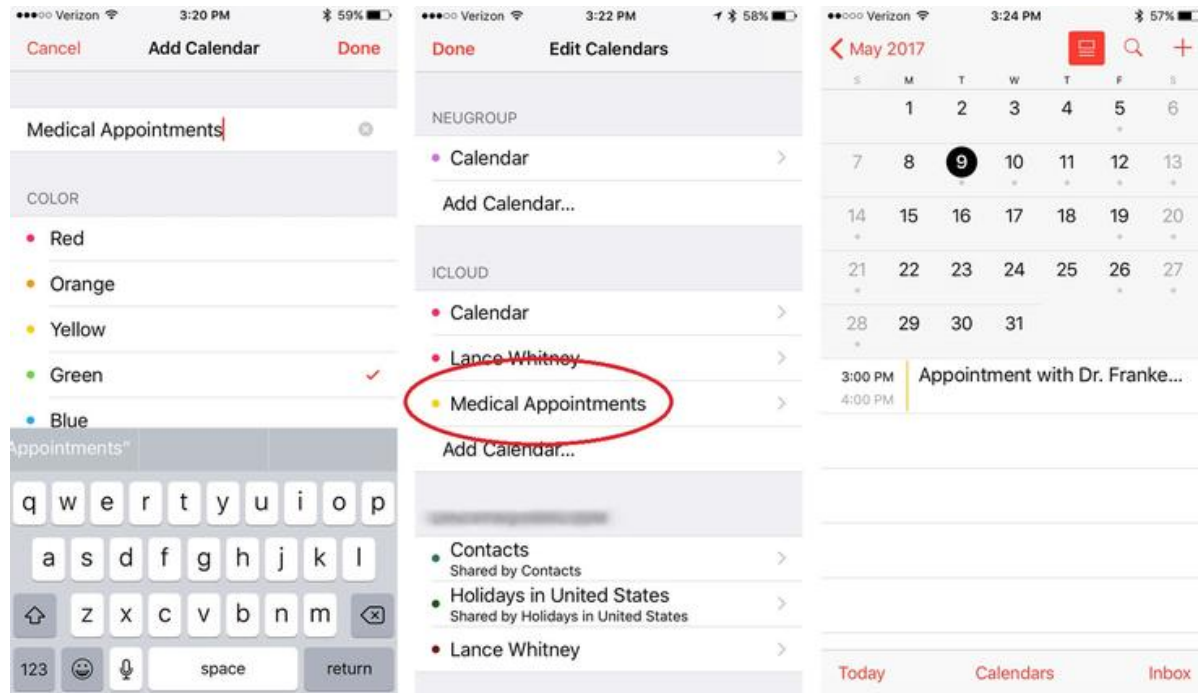 Verizon 3:20 PM 59%
Cancel Add Calendar Done
Medical Appointments
COLOR
Red
Orange
Yellow
Green
Blue
Appointments"
q w e r t y u i o p
a s d f g h j k l
z x c v b n m
123 space return
Verizon 3:22 PM 58%
Done Edit Calendars
NEUGROUP
Calendar
Add Calendar...
ICLOUD
Calendar
Lance Whitney
Medical Appointments
Add Calendar...
Contacts
Shared by Contacts
Holidays in United States
Shared by Holidays in United States
Lance Whitney
Verizon 3:24 PM 57%
May 2017
S M T W T F S
1 2 3 4 5 6
7 8 9 10 11 12 13
14 15 16 17 18 19 20
21 22 23 24 25 26 27
28 29 30 31
3:00 PM Appointment with Dr. Franke...
4:00 PM
Today Calendars Inbox